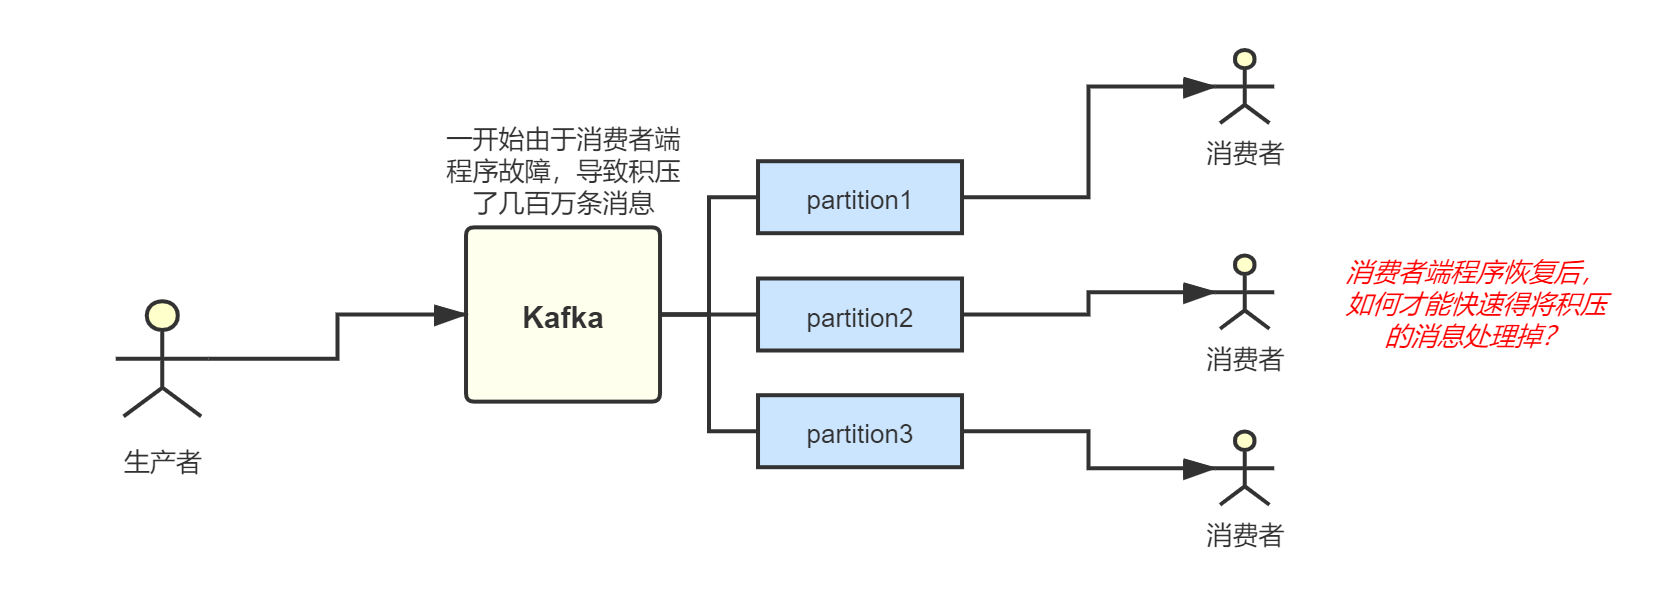 一开始由于消费者端
程序故障，导致积压
了几百万条消息
Kafka
生产者
partition1
partition2
partition3
消费者
消费者
消费者
消费者端程序恢复后，
如何才能快速得将积压
的消息处理掉？